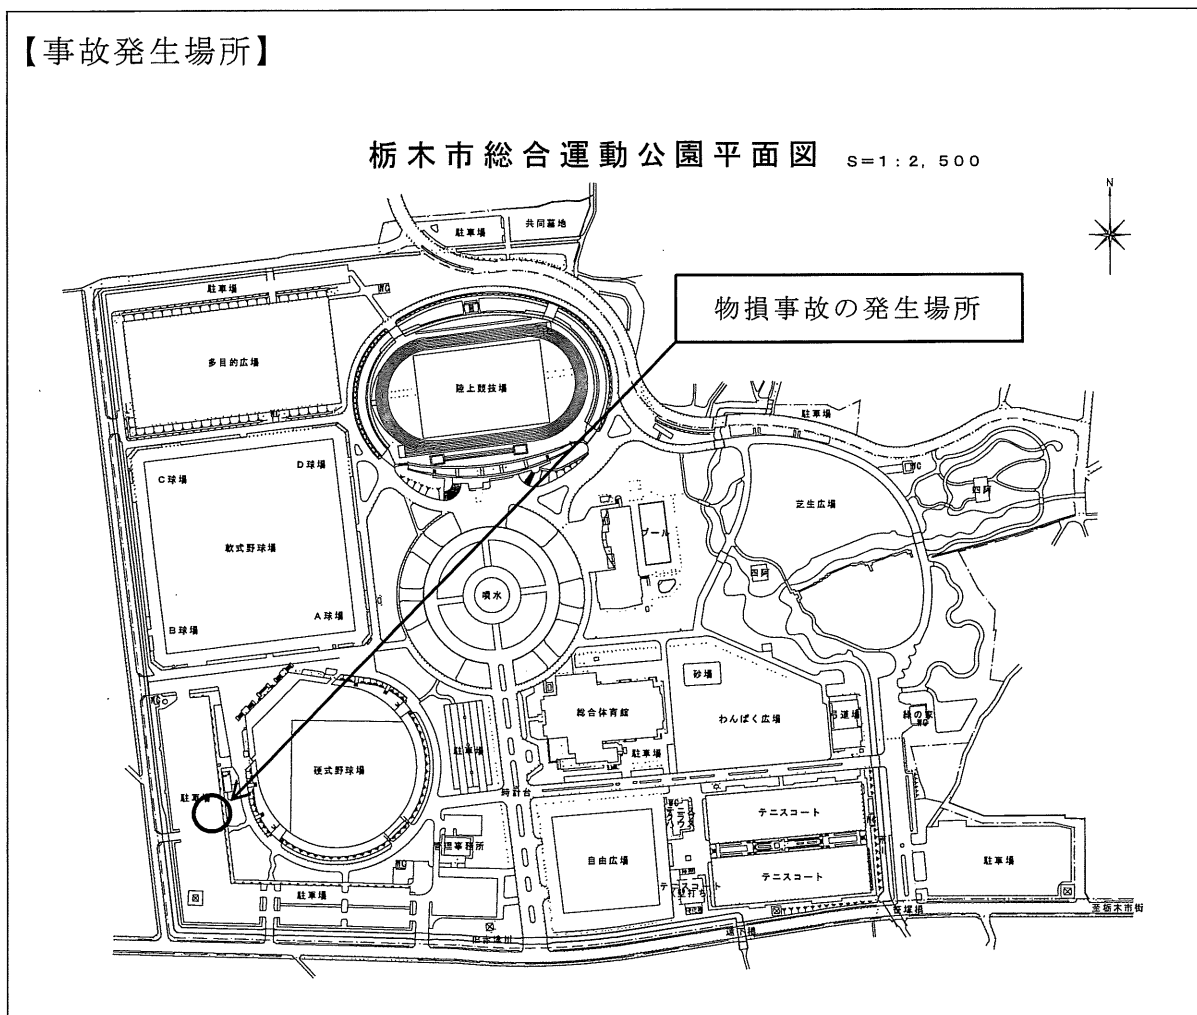 【事故発生場所】
栃木市総合運動公園平面図 S=1:2,500
N
共同墓地
駐車場
駐車場
WC
物損事故の発生場所
多目的広場
陸上競技場
WC
駐車場
D球場
C球場
WC
四阿
芝生広場
プール
軟式野球場
四阿
噴水
A球場
B球場
砂場
WC
総合体育館
わんぱく広場
弓道場
緑の家
WC
駐車場
駐車場
硬式野球場
時計台
駐車場
WC
テニスコート
WC
管理事務所
自由広場
駐車場
WC
テニスコート
駐車場
至栃木市街